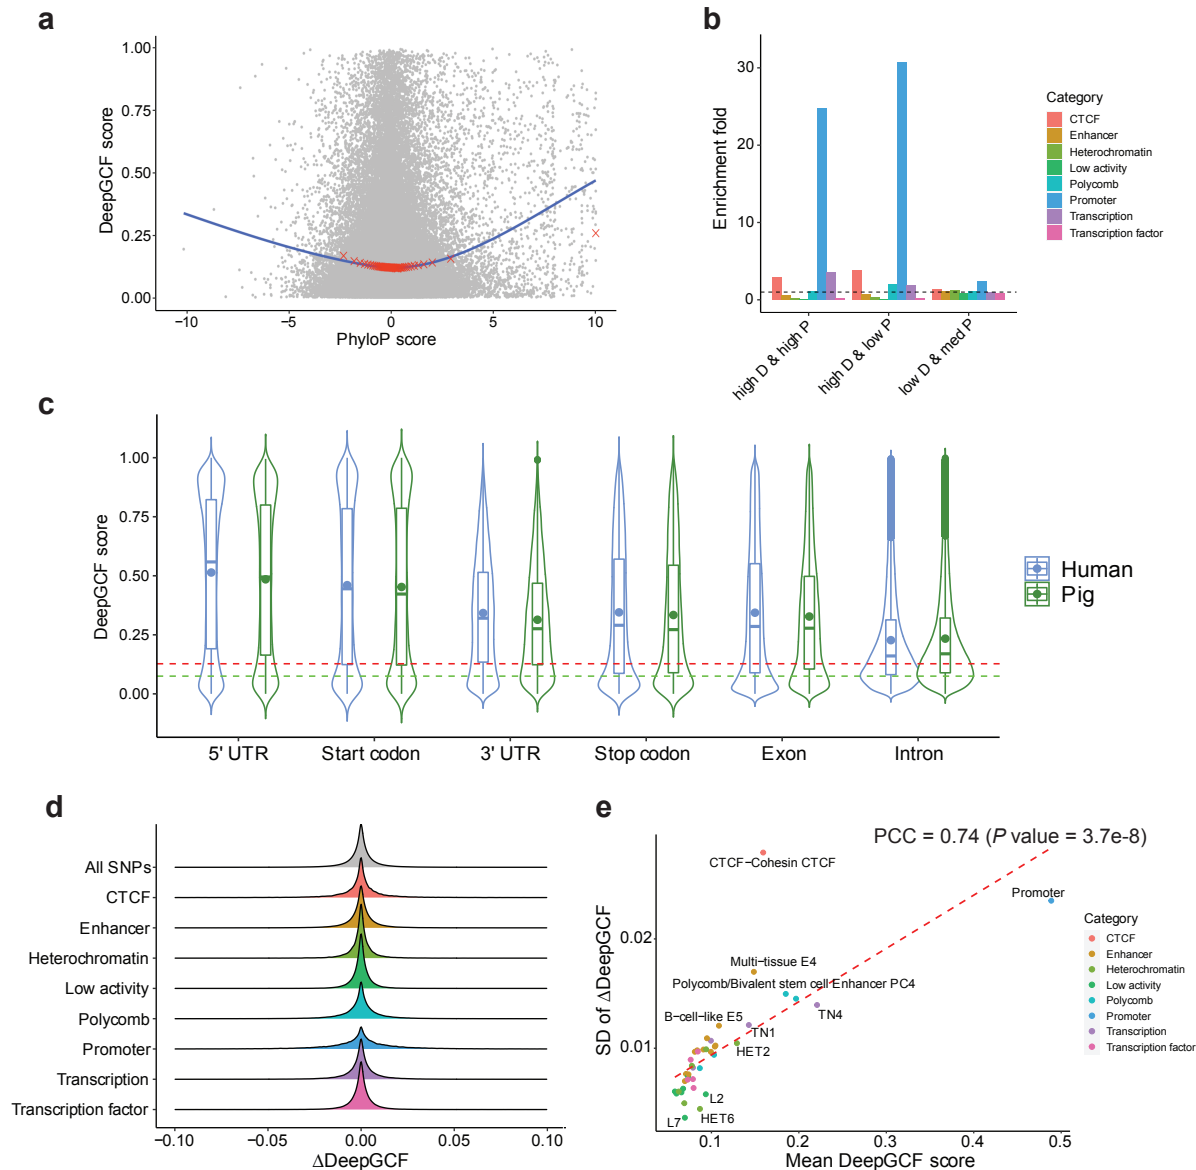 a
1.00
0.75
0.50
0.25
0.00
DeepGCF score
−10
−5
0
5
10
PhyloP score
b
30
20
10
0
Enrichment fold
high D & high P
high D & low P
low D & med P
Category
CTCF
Enhancer
Heterochromatin
Low activity
Polycomb
Promoter
Transcription
Transcription factor
c
1.00
0.75
0.50
0.25
0.00
DeepGCF score
5' UTR
Start codon
3' UTR
Stop codon
Exon
Intron
Human
Pig
d
All SNPs
CTCF
Enhancer
Heterochromatin
Low activity
Polycomb
Promoter
Transcription
Transcription factor
−0.10
−0.05
0.00
0.05
0.10
ΔDeepGCF
e
PCC = 0.74 (P value = 3.7e-8)
CTCF−Cohesin CTCF
Promoter
Multi−tissue E4
Polycomb/Bivalent stem cell Enhancer PC4
TN4
B−cell−like E5
TN1
HET2
L2
L7
HET6
0.02
0.01
SD of ΔDeepGCF
0.1
0.2
0.3
0.4
0.5
Mean DeepGCF score
Category
CTCF
Enhancer
Heterochromatin
Low activity
Polycomb
Promoter
Transcription
Transcription factor